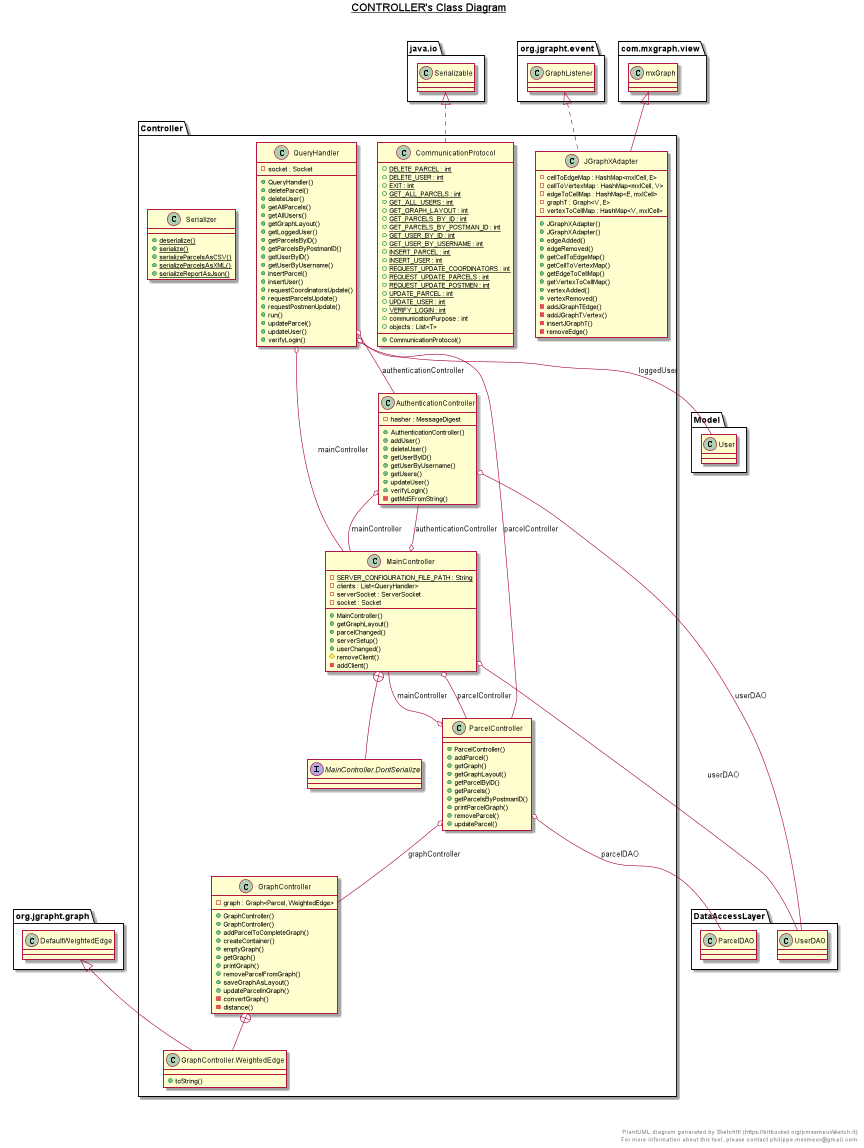 CONTROLLER's Class Diagram
java.io
Serializable
org.jgrapht.event
GraphListener
com.mxgraph.view
mxGraph
Controller
QueryHandler
socket : Socket
QueryHandler()
deleteParcel()
deleteUser()
getAllParcels()
getAllUsers()
getGraphLayout()
getLoggedUser()
getParcelsByID()
getParcelsByPostmanID()
getUserByID()
getUserByUsername()
insertParcel()
insertUser()
requestCoordinatorsUpdate()
requestParcelsUpdate()
requestPostmenUpdate()
run()
updateParcel()
updateUser()
verifyLogin()
CommunicationProtocol
DELETE_PARCEL : int
DELETE_USER : int
EXIT : int
GET_ALL_PARCELS : int
GET_ALL_USERS : int
GET_GRAPH_LAYOUT : int
GET_PARCELS_BY_ID : int
GET_PARCELS_BY_POSTMAN_ID : int
GET_USER_BY_ID : int
GET_USER_BY_USERNAME : int
INSERT_PARCEL : int
INSERT_USER : int
REQUEST_UPDATE_COORDINATORS : int
REQUEST_UPDATE_PARCELS : int
REQUEST_UPDATE_POSTMEN : int
UPDATE_PARCEL : int
UPDATE_USER : int
VERIFY_LOGIN : int
communicationPurpose : int
objects : List<T>
CommunicationProtocol()
JGraphXAdapter
cellToEdgeMap : HashMap<mxICell, E>
cellToVertexMap : HashMap<mxICell, V>
edgeToCellMap : HashMap<E, mxICell>
graphT : Graph<V, E>
vertexToCellMap : HashMap<V, mxICell>
JGraphXAdapter()
JGraphXAdapter()
edgeAdded()
edgeRemoved()
getCellToEdgeMap()
getCellToVertexMap()
getEdgeToCellMap()
getVertexToCellMap()
vertexAdded()
vertexRemoved()
addJGraphTEdge()
addJGraphTVertex()
insertJGraphT()
removeEdge()
Serializer
deserialize()
serialize()
serializeParcelsAsCSV()
serializeParcelsAsXML()
serializeReportAsJson()
authenticationController
loggedUser
AuthenticationController
hasher : MessageDigest
AuthenticationController()
addUser()
deleteUser()
getUserByID()
getUserByUsername()
getUsers()
updateUser()
verifyLogin()
getMd5FromString()
Model
User
mainController
mainController
authenticationController
parcelController
MainController
SERVER_CONFIGURATION_FILE_PATH : String
clients : List<QueryHandler>
serverSocket : ServerSocket
socket : Socket
MainController()
getGraphLayout()
parcelChanged()
serverSetup()
userChanged()
removeClient()
addClient()
mainController
parcelController
userDAO
ParcelController
ParcelController()
addParcel()
getGraph()
getGraphLayout()
getParcelByID()
getParcels()
getParcelsByPostmanID()
printParcelGraph()
removeParcel()
updateParcel()
MainController.DontSerialize
userDAO
graphController
parcelDAO
GraphController
graph : Graph<Parcel, WeightedEdge>
GraphController()
GraphController()
addParcelToCompleteGraph()
createContainer()
emptyGraph()
getGraph()
printGraph()
removeParcelFromGraph()
saveGraphAsLayout()
updateParcelInGraph()
convertGraph()
distance()
org.jgrapht.graph
DefaultWeightedEdge
DataAccessLayer
ParcelDAO
UserDAO
GraphController.WeightedEdge
toString()
PlantUML diagram generated by SketchIt! (https://bitbucket.org/pmesmeur/sketch.it)
For more information about this tool, please contact philippe.mesmeur@gmail.com